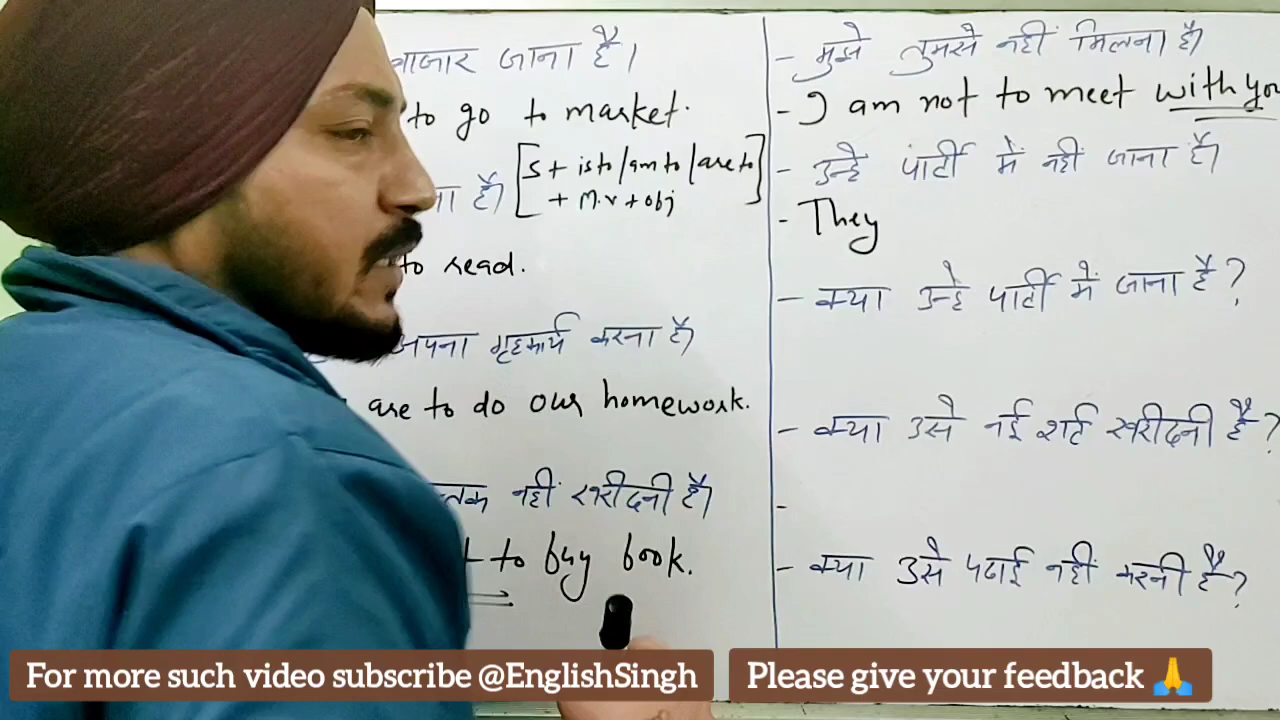 बाजार जाना है।
to go to market.
ना है। [S + is to / am to / are to
+ M.v + obj]
to read.
अपना गृहकार्य करना है।
are to do our homework.
नहीं खरीदनी है।
to buy book.
- मुझे तुमसे नहीं मिलना है।
- I am not to meet with you
- उन्हे पार्टी में नहीं जाना है।
- They
- क्या उन्हे पार्टी में जाना है?
- क्या उसे नई शर्ट खरीदनी है?
-
- क्या उसे पढाई नहीं करनी है?
For more such video subscribe @EnglishSingh
Please give your feedback 🙏